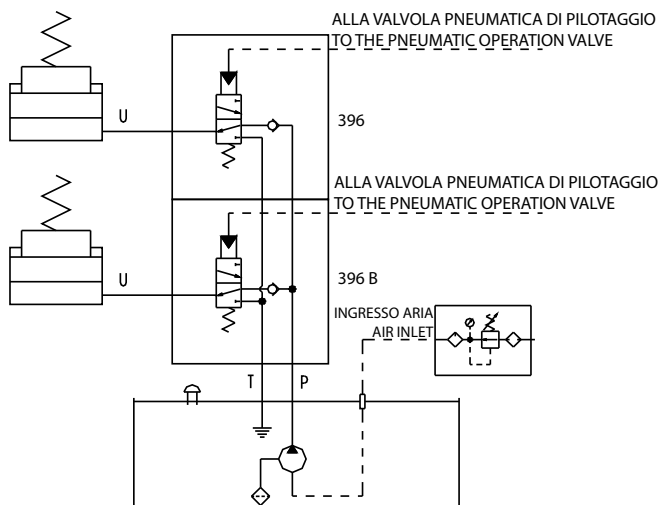 ALLA VALVOLA PNEUMATICA DI PILOTAGGIO
TO THE PNEUMATIC OPERATION VALVE
U
396
ALLA VALVOLA PNEUMATICA DI PILOTAGGIO
TO THE PNEUMATIC OPERATION VALVE
U
396 B
INGRESSO ARIA
AIR INLET
T
P